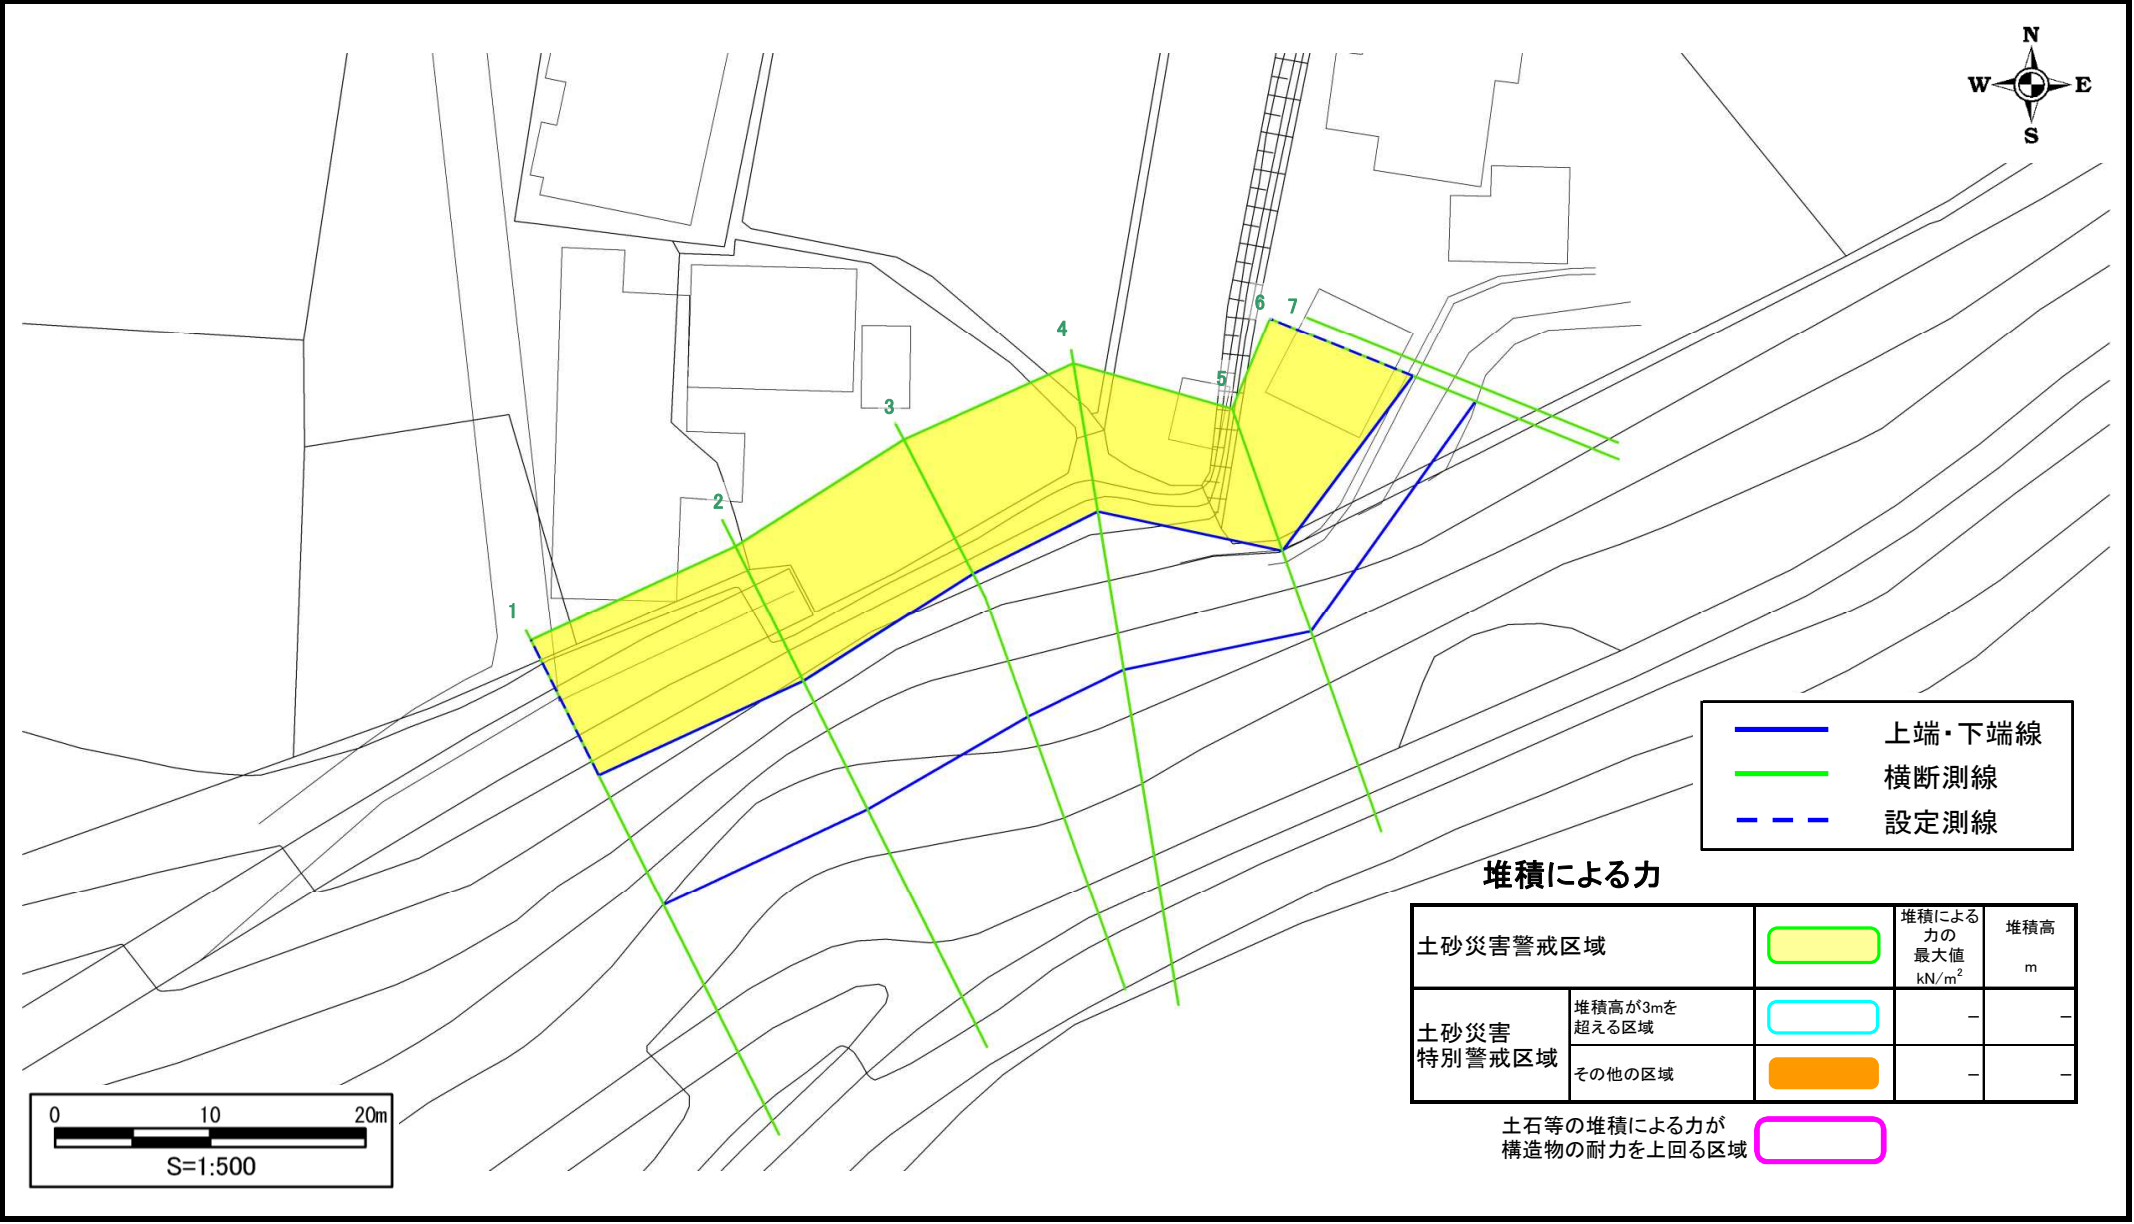 N
W E
S
6 7
4
5
3
2
1
上端・下端線
横断測線
設定測線
堆積による力
土砂災害警戒区域
堆積による
力の
最大値
kN/m²
堆積高
m
土砂災害
特別警戒区域
堆積高が3mを
超える区域
− −
その他の区域
− −
土石等の堆積による力が
構造物の耐力を上回る区域
0 10 20m
S=1:500